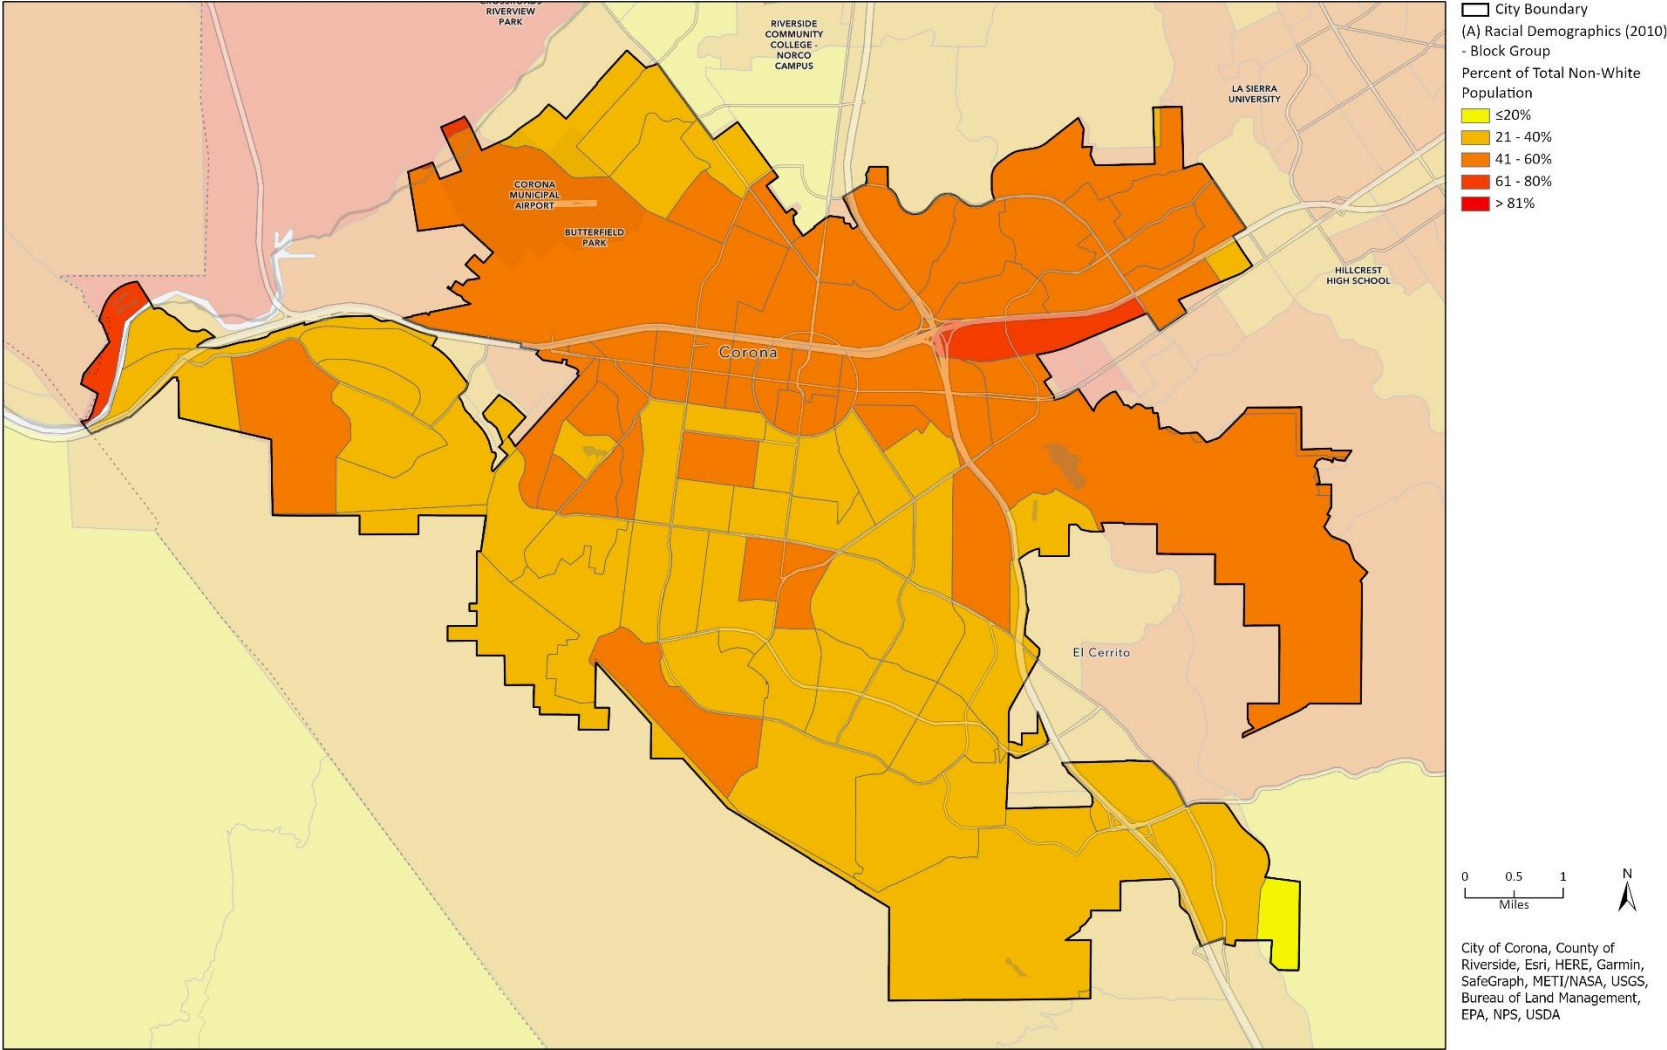 CROSSROADS
RIVERVIEW
PARK
RIVERSIDE
COMMUNITY
COLLEGE -
NORCO
CAMPUS
LA SIERRA
UNIVERSITY
CORONA
MUNICIPAL
AIRPORT
BUTTERFIELD
PARK
HILLCREST
HIGH SCHOOL
Corona
El Cerrito
City Boundary
(A) Racial Demographics (2010)
- Block Group
Percent of Total Non-White
Population
≤20%
21 - 40%
41 - 60%
61 - 80%
> 81%
0 0.5 1
Miles
N
City of Corona, County of
Riverside, Esri, HERE, Garmin,
SafeGraph, METI/NASA, USGS,
Bureau of Land Management,
EPA, NPS, USDA